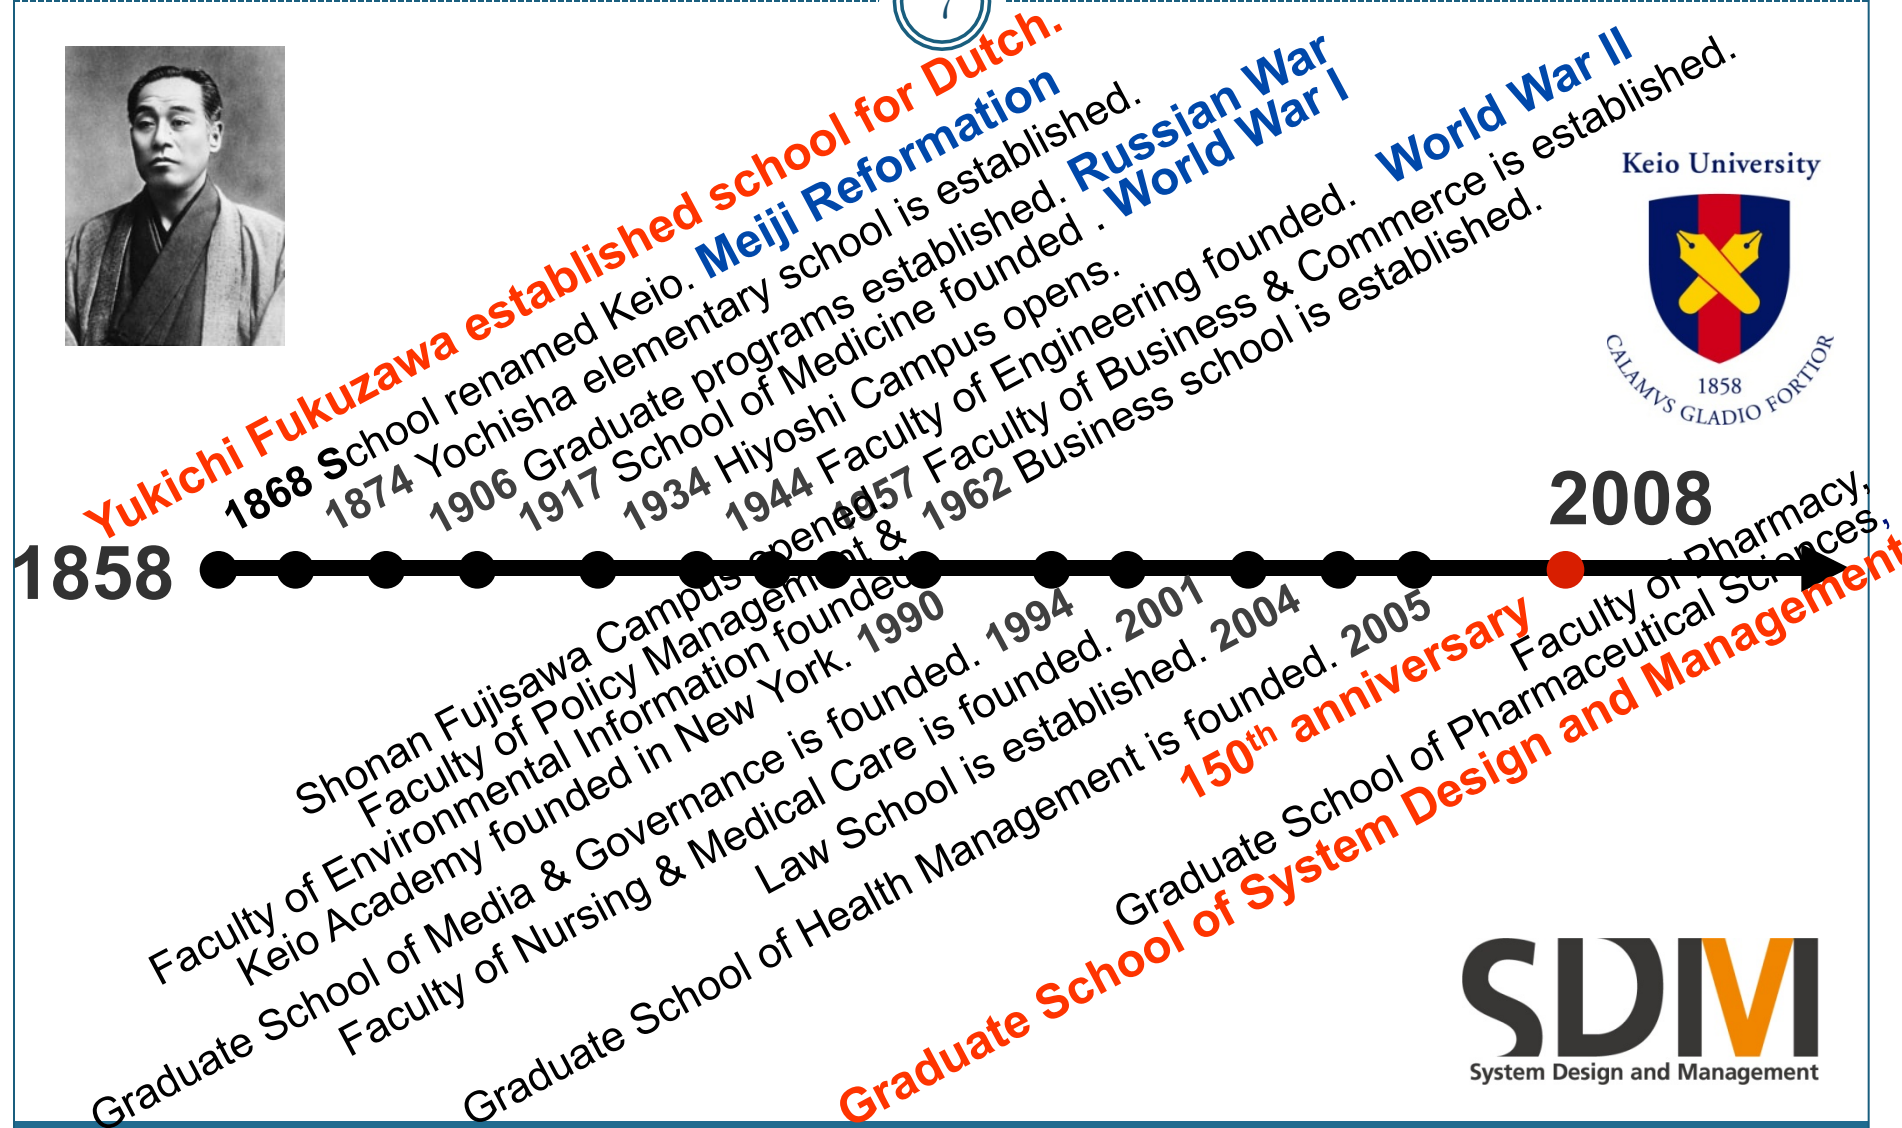 7
Yukichi Fukuzawa established school for Dutch.
1868 School renamed Keio. Meiji Reformation
1874 Yochisha elementary school is established.
1906 Graduate programs established. Russian War
1917 School of Medicine founded . World War I
1934 Hiyoshi Campus opens.
1944 Faculty of Engineering founded. World War II
1957 Faculty of Business & Commerce is established.
1962 Business school is established.
Keio University
1858
CALAMVS GLADIO FORTIOR
1858
2008
Shonan Fujisawa Campus opened.
Faculty of Policy Management &
Faculty of Environmental Information founded.
Keio Academy founded in New York. 1990
Graduate School of Media & Governance is founded. 1994
Faculty of Nursing & Medical Care is founded. 2001
Law School is established. 2004
Graduate School of Health Management is founded. 2005
150th anniversary
Faculty of Pharmacy,
Graduate School of Pharmaceutical Sciences,
Graduate School of System Design and Management
SDM
System Design and Management